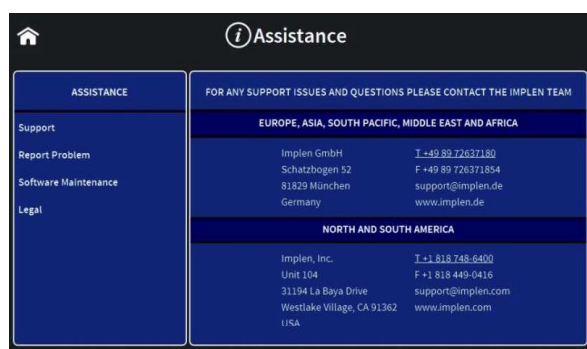 Assistance
ASSISTANCE
Support
Report Problem
Software Maintenance
Legal
FOR ANY SUPPORT ISSUES AND QUESTIONS PLEASE CONTACT THE IMPLEN TEAM
EUROPE, ASIA, SOUTH PACIFIC, MIDDLE EAST AND AFRICA
Implen GmbH T +49 89 72637180
Schatzbogen 52 F +49 89 726371854
81829 München support@implen.de
Germany www.implen.de
NORTH AND SOUTH AMERICA
Implen, Inc. T +1 818 748-6400
Unit 104 F +1 818 449-0416
31194 La Baya Drive support@implen.com
Westlake Village, CA 91362 www.implen.com
USA